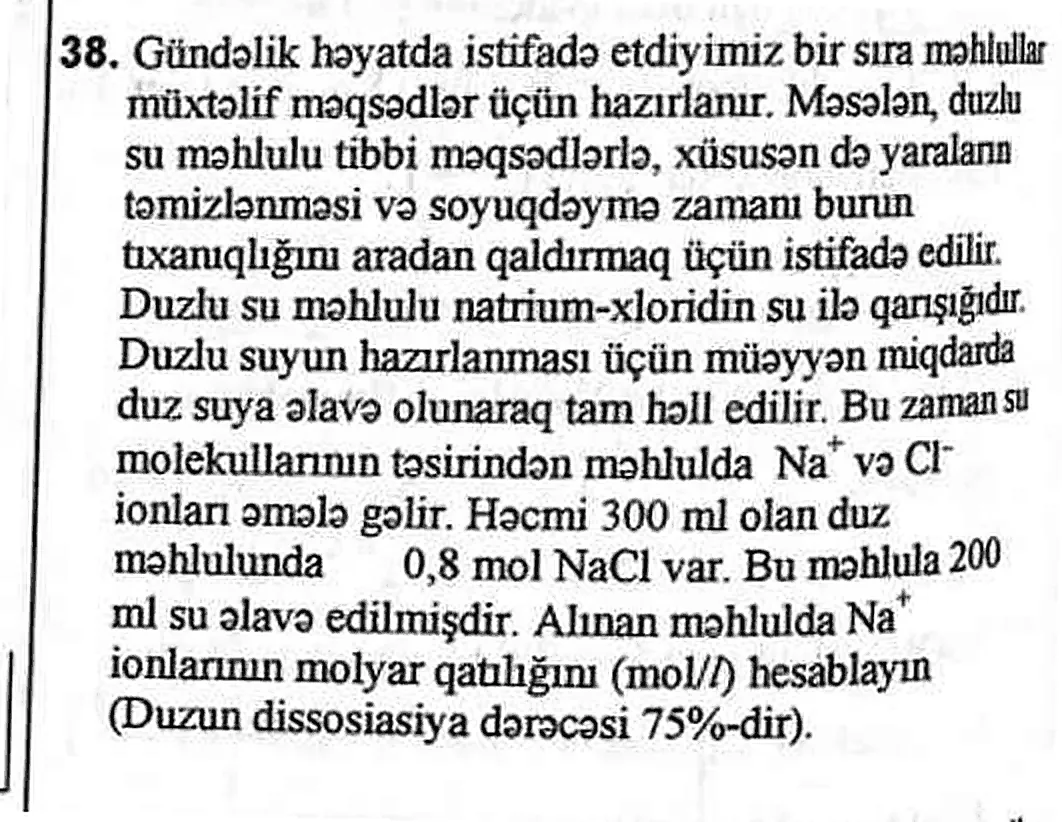 38. Gündəlik həyatda istifadə etdiyimiz bir sıra məhlullar
müxtəlif məqsədlər üçün hazırlanır. Məsələn, duzlu
su məhlulu tibbi məqsədlərlə, xüsusən də yaraların
təmizlənməsi və soyuqdəymə zamanı burun
tıxanıqlığını aradan qaldırmaq üçün istifadə edilir.
Duzlu su məhlulu natrium-xloridin su ilə qarışığıdır.
Duzlu suyun hazırlanması üçün müəyyən miqdarda
duz suya əlavə olunaraq tam həll edilir. Bu zaman su
molekullarının təsirindən məhlulda Na⁺ və Cl⁻
ionları əmələ gəlir. Həcmi 300 ml olan duz
məhlulunda 0,8 mol NaCl var. Bu məhlula 200
ml su əlavə edilmişdir. Alınan məhlulda Na⁺
ionlarının molyar qatılığını (mol//l) hesablayın
(Duzun dissosiasiya dərəcəsi 75%-dir).